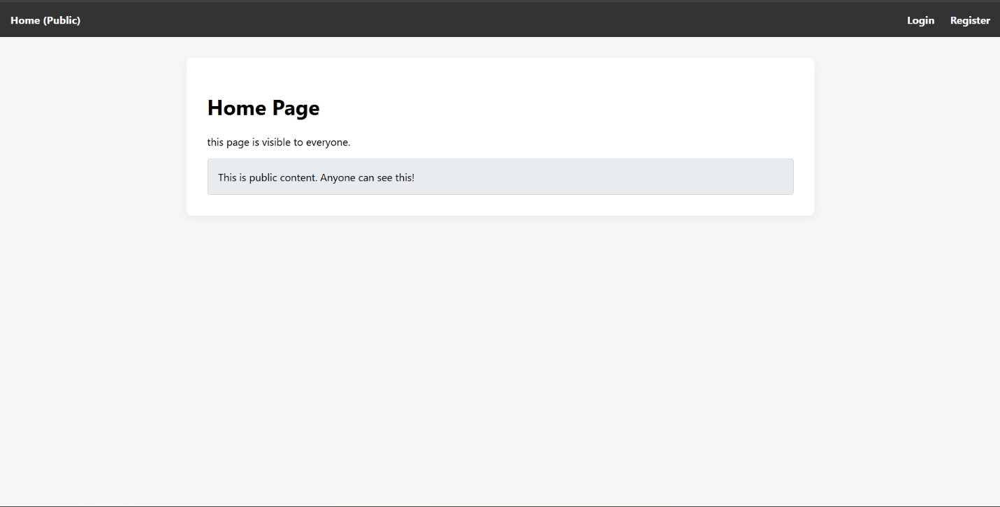 Home (Public)
Login
Register
Home Page
this page is visible to everyone.
This is public content. Anyone can see this!